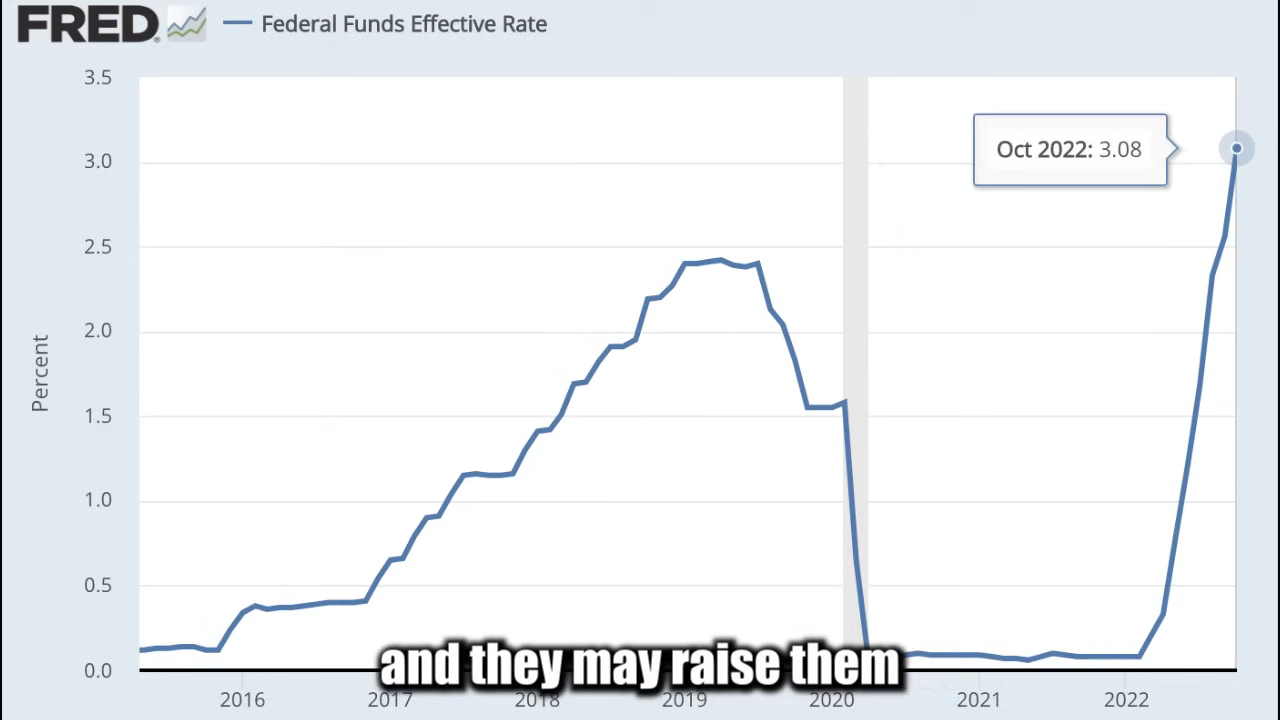 FRED® Federal Funds Effective Rate
3.5
3.0
2.5
2.0
1.5
1.0
0.5
0.0
Percent
Oct 2022: 3.08
and they may raise them
2016 2017 2018 2019 2020 2021 2022